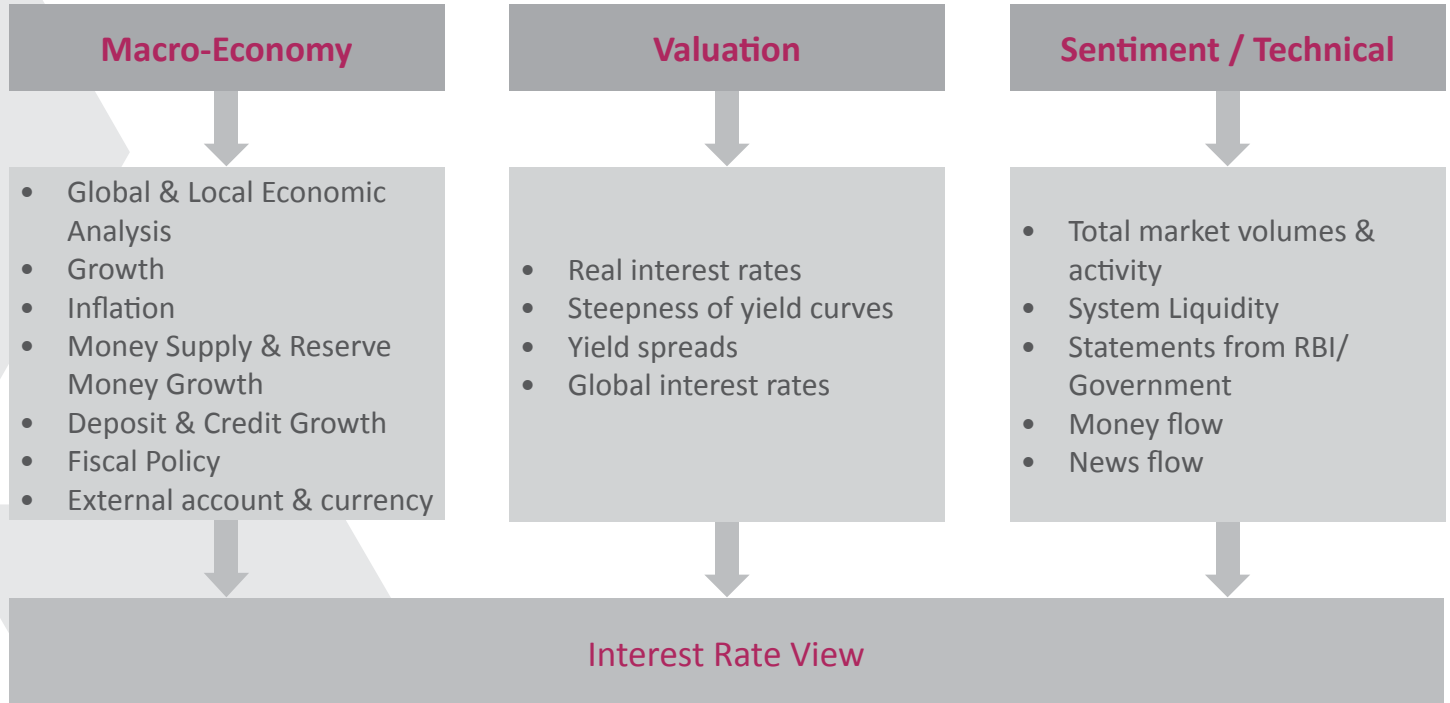 Macro-Economy
Valuation
Sentiment / Technical
• Global & Local Economic
Analysis
• Growth
• Inflation
• Money Supply & Reserve
Money Growth
• Deposit & Credit Growth
• Fiscal Policy
• External account & currency
• Real interest rates
• Steepness of yield curves
• Yield spreads
• Global interest rates
• Total market volumes &
activity
• System Liquidity
• Statements from RBI/
Government
• Money flow
• News flow
Interest Rate View